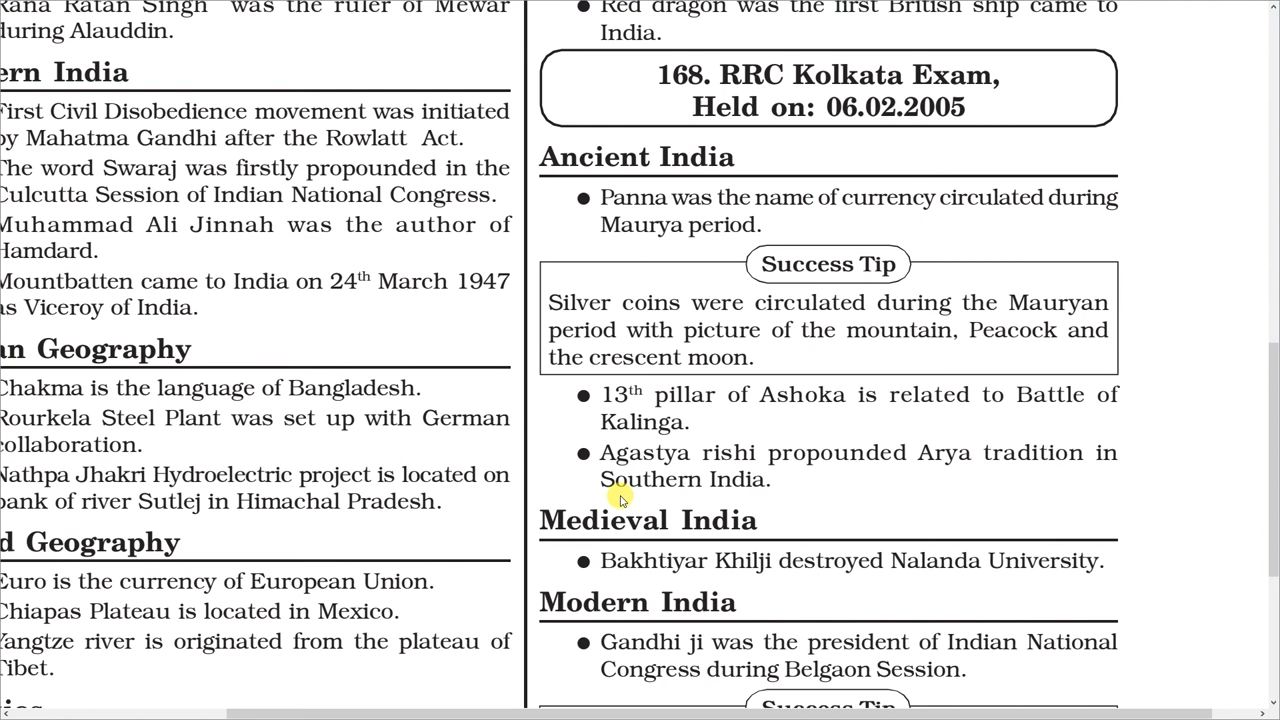 Rana Ratan Singh was the ruler of Mewar
during Alauddin.
ern India
First Civil Disobedience movement was initiated
by Mahatma Gandhi after the Rowlatt Act.
The word Swaraj was firstly propounded in the
Culcutta Session of Indian National Congress.
Muhammad Ali Jinnah was the author of
Hamdard.
Mountbatten came to India on 24th March 1947
as Viceroy of India.
an Geography
Chakma is the language of Bangladesh.
Rourkela Steel Plant was set up with German
collaboration.
Nathpa Jhakri Hydroelectric project is located on
bank of river Sutlej in Himachal Pradesh.
d Geography
Euro is the currency of European Union.
Chiapas Plateau is located in Mexico.
Yangtze river is originated from the plateau of
Tibet.
● Red dragon was the first British ship came to
India.
168. RRC Kolkata Exam,
Held on: 06.02.2005
Ancient India
● Panna was the name of currency circulated during
Maurya period.
Success Tip
Silver coins were circulated during the Mauryan
period with picture of the mountain, Peacock and
the crescent moon.
● 13th pillar of Ashoka is related to Battle of
Kalinga.
● Agastya rishi propounded Arya tradition in
Southern India.
Medieval India
● Bakhtiyar Khilji destroyed Nalanda University.
Modern India
● Gandhi ji was the president of Indian National
Congress during Belgaon Session.
Success Tip